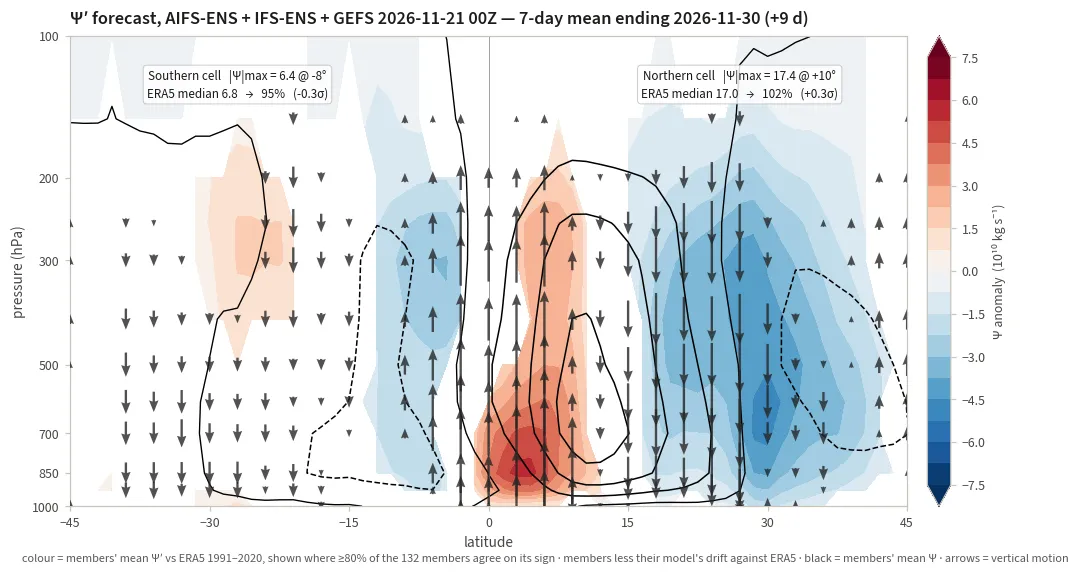 Ψ′ forecast, AIFS-ENS + IFS-ENS + GEFS 2026-11-21 00Z — 7-day mean ending 2026-11-30 (+9 d)
Southern cell |Ψ|max = 6.4 @ -8°
ERA5 median 6.8 → 95% (-0.3σ)
Northern cell |Ψ|max = 17.4 @ +10°
ERA5 median 17.0 → 102% (+0.3σ)
pressure (hPa)
100
200
300
400
500
700
850
1000
−45
−30
−15
0
15
30
45
latitude
7.5
6.0
4.5
3.0
1.5
0.0
−1.5
−3.0
−4.5
−6.0
−7.5
Ψ anomaly (10¹⁰ kg s⁻¹)
colour = members' mean Ψ′ vs ERA5 1991–2020, shown where ≥80% of the 132 members agree on its sign · members less their model's drift against ERA5 · black = members' mean Ψ · arrows = vertical motion